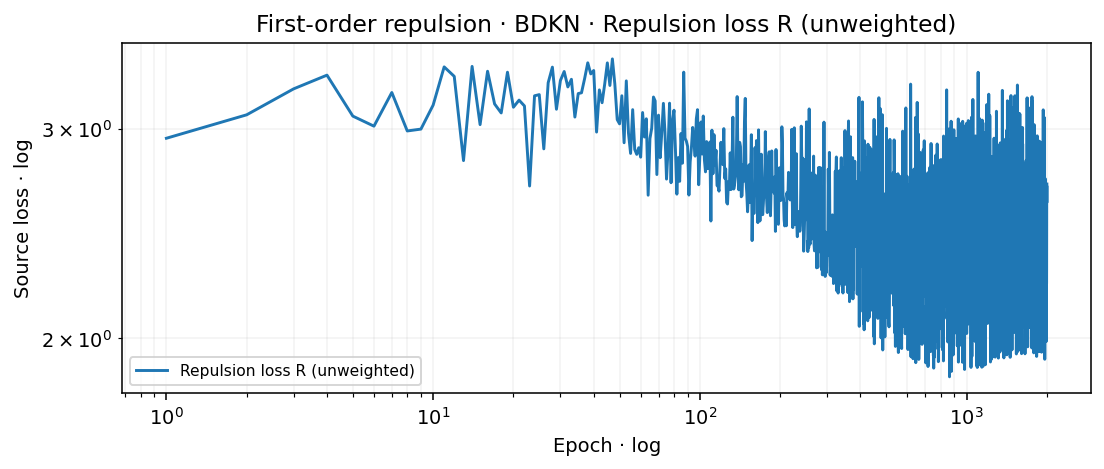 First-order repulsion · BDKN · Repulsion loss R (unweighted)
Source loss · log
3 × 10⁰
2 × 10⁰
Repulsion loss R (unweighted)
10⁰ 10¹ 10² 10³
Epoch · log